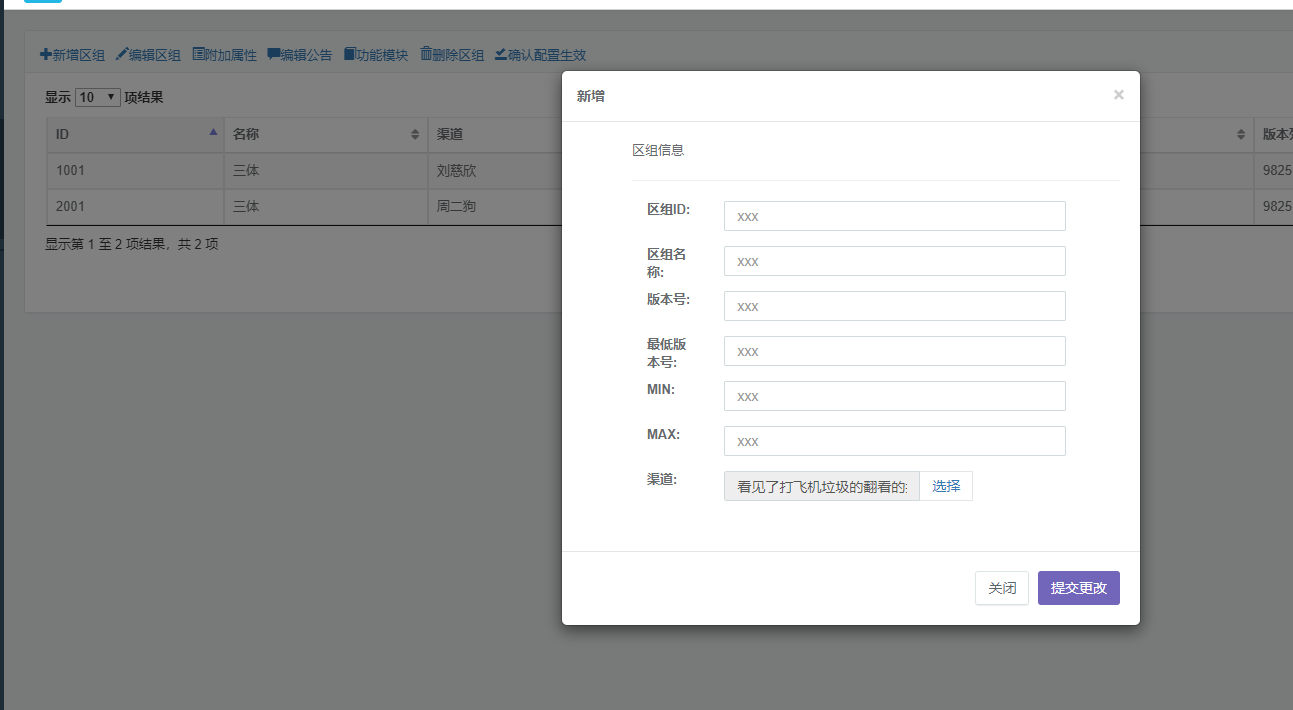 新增区组 编辑区组 附加属性 编辑公告 功能模块 删除区组 确认配置生效
显示 10 项结果
ID 名称 渠道
1001 三体 刘慈欣 9825
2001 三体 周二狗 9825
显示第 1 至 2 项结果，共 2 项
新增 ×
区组信息
区组ID: xxx
区组名
称: xxx
版本号: xxx
最低版
本号: xxx
MIN: xxx
MAX: xxx
渠道: 看见了打飞机垃圾的翻看的 选择
关闭 提交更改